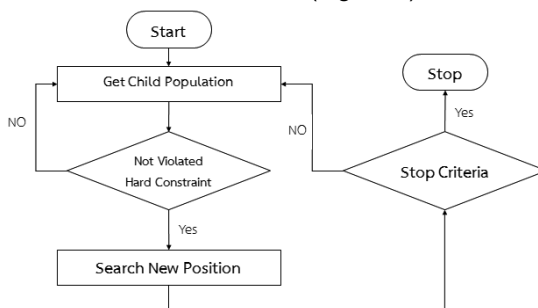 Start
Get Child Population
Stop
NO
NO
Yes
Not Violated
Hard Constraint
Stop Criteria
Yes
Search New Position